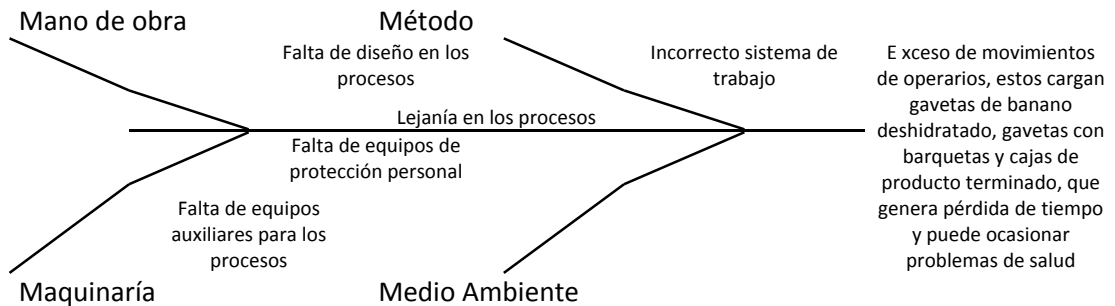 Mano de obra
Método
Falta de diseño en los
procesos
Incorrecto sistema de
trabajo
E xceso de movimientos
de operarios, estos cargan
gavetas de banano
deshidratado, gavetas con
barquetas y cajas de
producto terminado, que
genera pérdida de tiempo
y puede ocasionar
problemas de salud
Lejanía en los procesos
Falta de equipos de
protección personal
Falta de equipos
auxiliares para los
procesos
Maquinaría
Medio Ambiente